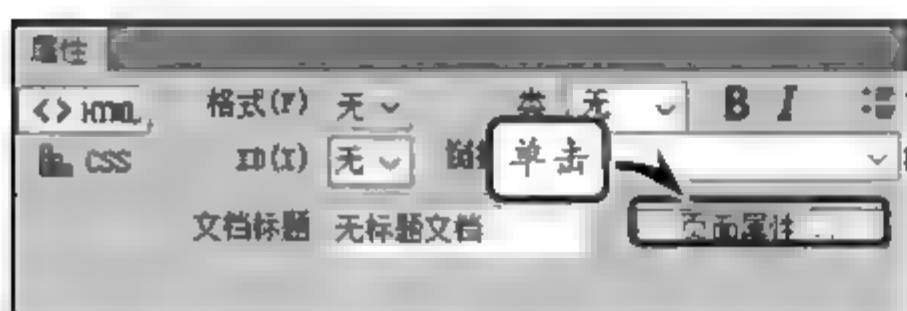 属性
<> HTML 格式(F) 无 类 无 B I
CSS ID(I) 无 链 单击
文档标题 无标题文档 页面属性...